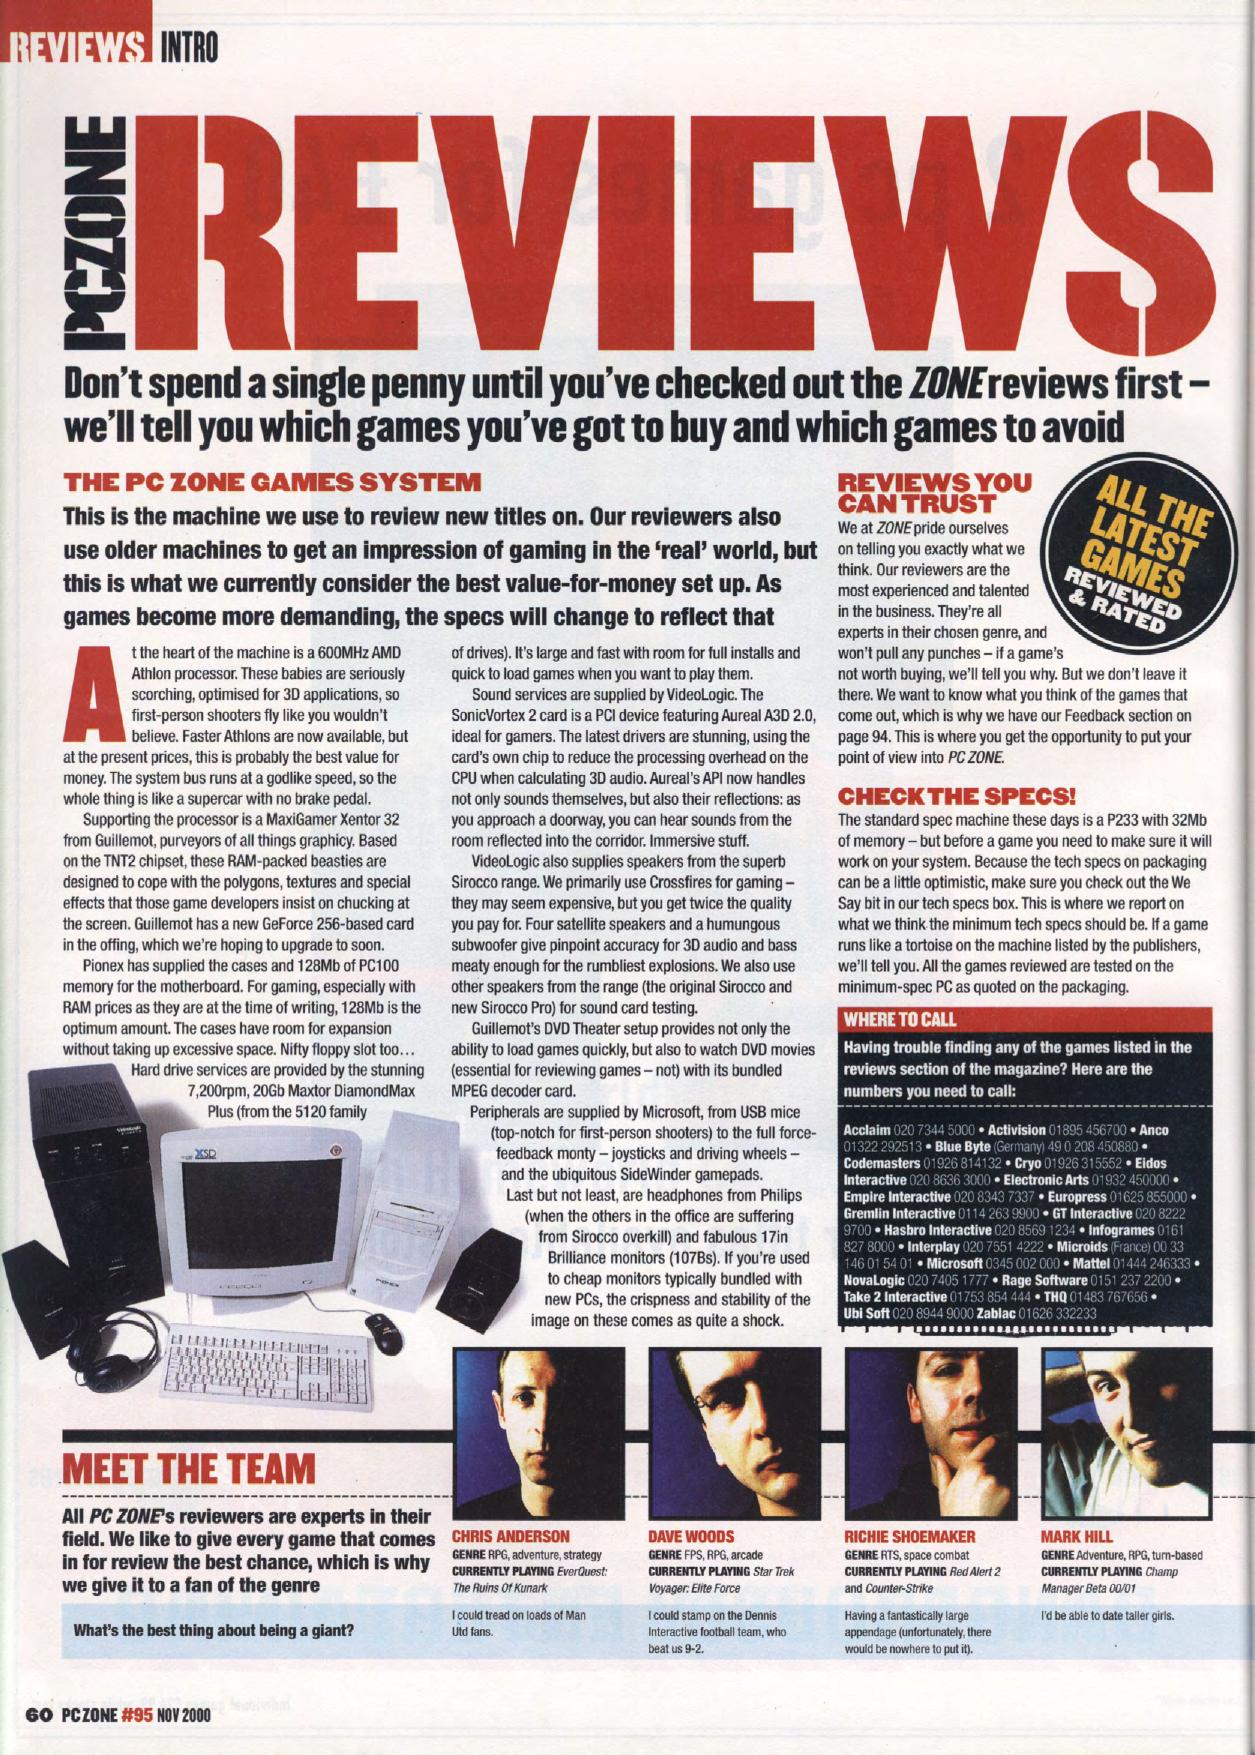 REVIEWS INTRO
PCZONE
REVIEWS
Don't spend a single penny until you've checked out the ZONE reviews first –
we'll tell you which games you've got to buy and which games to avoid
THE PC ZONE GAMES SYSTEM
This is the machine we use to review new titles on. Our reviewers also
use older machines to get an impression of gaming in the 'real' world, but
this is what we currently consider the best value-for-money set up. As
games become more demanding, the specs will change to reflect that
At the heart of the machine is a 600MHz AMD
Athlon processor. These babies are seriously
scorching, optimised for 3D applications, so
first-person shooters fly like you wouldn't
believe. Faster Athlons are now available, but
at the present prices, this is probably the best value for
money. The system bus runs at a godlike speed, so the
whole thing is like a supercar with no brake pedal.
Supporting the processor is a MaxiGamer Xentor 32
from Guillemot, purveyors of all things graphicy. Based
on the TNT2 chipset, these RAM-packed beasties are
designed to cope with the polygons, textures and special
effects that those game developers insist on chucking at
the screen. Guillemot has a new GeForce 256-based card
in the offing, which we're hoping to upgrade to soon.
Pionex has supplied the cases and 128Mb of PC100
memory for the motherboard. For gaming, especially with
RAM prices as they are at the time of writing, 128Mb is the
optimum amount. The cases have room for expansion
without taking up excessive space. Nifty floppy slot too...
Hard drive services are provided by the stunning
7,200rpm, 20Gb Maxtor DiamondMax
Plus (from the 5120 family
of drives). It's large and fast with room for full installs and
quick to load games when you want to play them.
Sound services are supplied by VideoLogic. The
SonicVortex 2 card is a PCI device featuring Aureal A3D 2.0,
ideal for gamers. The latest drivers are stunning, using the
card's own chip to reduce the processing overhead on the
CPU when calculating 3D audio. Aureal's API now handles
not only sounds themselves, but also their reflections: as
you approach a doorway, you can hear sounds from the
room reflected into the corridor. Immersive stuff.
VideoLogic also supplies speakers from the superb
Sirocco range. We primarily use Crossfires for gaming –
they may seem expensive, but you get twice the quality
you pay for. Four satellite speakers and a humungous
subwoofer give pinpoint accuracy for 3D audio and bass
meaty enough for the rumbliest explosions. We also use
other speakers from the range (the original Sirocco and
new Sirocco Pro) for sound card testing.
Guillemot's DVD Theater setup provides not only the
ability to load games quickly, but also to watch DVD movies
(essential for reviewing games – not) with its bundled
MPEG decoder card.
Peripherals are supplied by Microsoft, from USB mice
(top-notch for first-person shooters) to the full force-
feedback monty – joysticks and driving wheels –
and the ubiquitous SideWinder gamepads.
Last but not least, are headphones from Philips
(when the others in the office are suffering
from Sirocco overkill) and fabulous 17in
Brilliance monitors (107Bs). If you're used
to cheap monitors typically bundled with
new PCs, the crispness and stability of the
image on these comes as quite a shock.
REVIEWS YOU
CAN TRUST
We at ZONE pride ourselves
on telling you exactly what we
think. Our reviewers are the
most experienced and talented
in the business. They're all
experts in their chosen genre, and
won't pull any punches – if a game's
not worth buying, we'll tell you why. But we don't leave it
there. We want to know what you think of the games that
come out, which is why we have our Feedback section on
page 94. This is where you get the opportunity to put your
point of view into PC ZONE.
ALL THE
LATEST
GAMES
REVIEWED
& RATED
CHECK THE SPECS!
The standard spec machine these days is a P233 with 32Mb
of memory – but before a game you need to make sure it will
work on your system. Because the tech specs on packaging
can be a little optimistic, make sure you check out the We
Say bit in our tech specs box. This is where we report on
what we think the minimum tech specs should be. If a game
runs like a tortoise on the machine listed by the publishers,
we'll tell you. All the games reviewed are tested on the
minimum-spec PC as quoted on the packaging.
WHERE TO CALL
Having trouble finding any of the games listed in the
reviews section of the magazine? Here are the
numbers you need to call:
Acclaim 020 7344 5000 • Activision 01895 456700 • Anco
01322 292513 • Blue Byte (Germany) 49 0 208 450880 •
Codemasters 01926 814132 • Cryo 01926 315552 • Eidos
Interactive 020 8636 3000 • Electronic Arts 01932 450000 •
Empire Interactive 020 8343 7337 • Europress 01625 855000 •
Gremlin Interactive 0114 263 9900 • GT Interactive 020 8222
9700 • Hasbro Interactive 020 8569 1234 • Infogrames 0161
827 8000 • Interplay 020 7551 4222 • Microids (France) 00 33
146 01 54 01 • Microsoft 0345 002 000 • Mattel 01444 246333 •
NovaLogic 020 7405 1777 • Rage Software 0151 237 2200 •
Take 2 Interactive 01753 854 444 • THQ 01483 767656 •
Ubi Soft 020 8944 9000 Zablac 01626 332233
XSD
PIONEX
MEET THE TEAM
All PC ZONE's reviewers are experts in their
field. We like to give every game that comes
in for review the best chance, which is why
we give it to a fan of the genre
What's the best thing about being a giant?
CHRIS ANDERSON
GENRE RPG, adventure, strategy
CURRENTLY PLAYING EverQuest:
The Ruins Of Kunark
I could tread on loads of Man
Utd fans.
DAVE WOODS
GENRE FPS, RPG, arcade
CURRENTLY PLAYING Star Trek
Voyager: Elite Force
I could stamp on the Dennis
Interactive football team, who
beat us 9-2.
RICHIE SHOEMAKER
GENRE RTS, space combat
CURRENTLY PLAYING Red Alert 2
and Counter-Strike
Having a fantastically large
appendage (unfortunately, there
would be nowhere to put it).
MARK HILL
GENRE Adventure, RPG, turn-based
CURRENTLY PLAYING Champ
Manager Beta 00/01
I'd be able to date taller girls.
60 PCZONE #95 NOV 2000